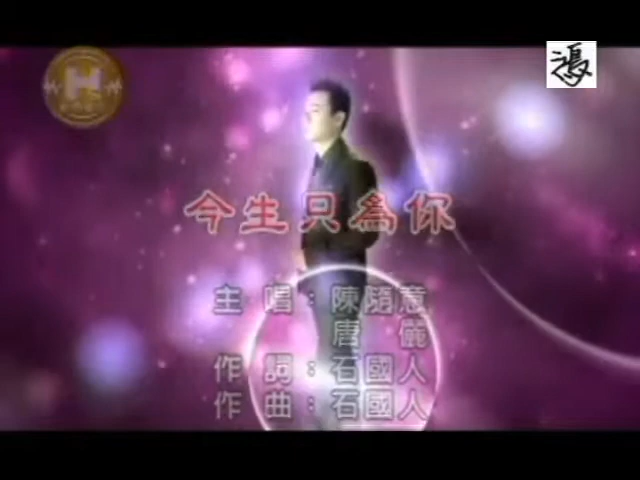 今生只為你
主唱：陳隨意
唐儷
作詞：石國人
作曲：石國人